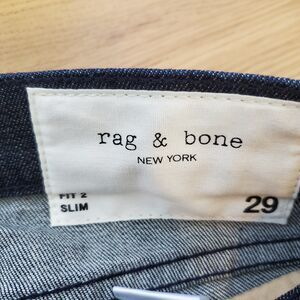 rag & bone
NEW YORK
FIT 2
SLIM
29